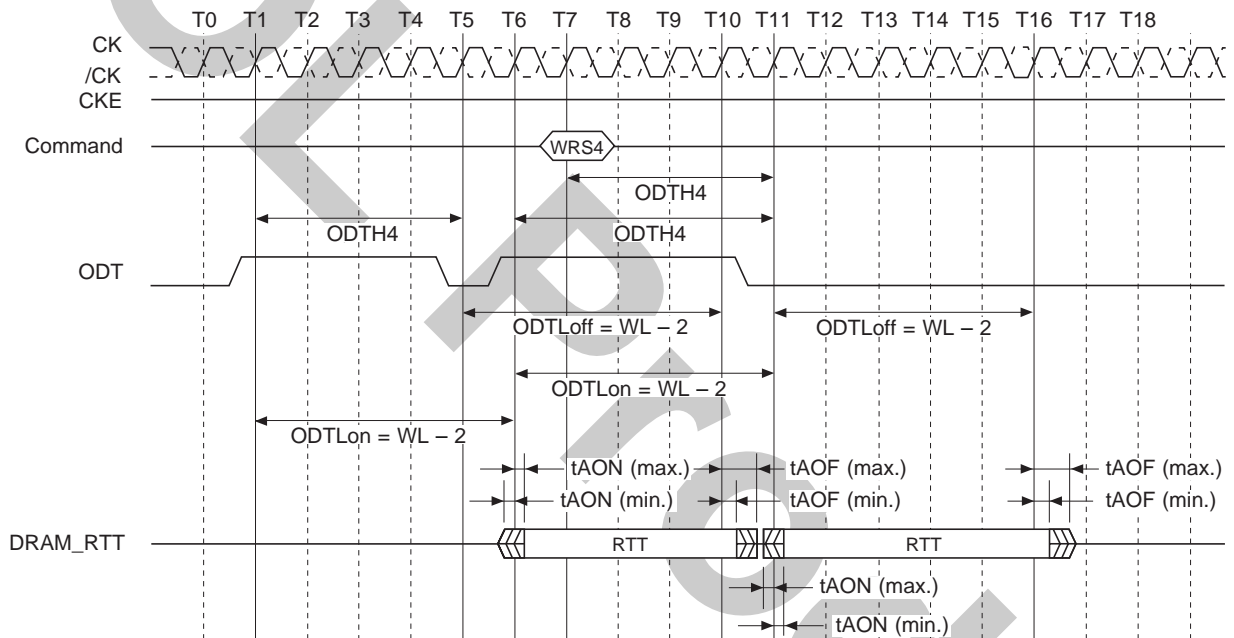 T0 T1 T2 T3 T4 T5 T6 T7 T8 T9 T10 T11 T12 T13 T14 T15 T16 T17 T18
CK
/CK
CKE
Command
WRS4
ODTH4
ODTH4 ODTH4
ODT
ODTLoff = WL – 2 ODTLoff = WL – 2
ODTLon = WL – 2
ODTLon = WL – 2
tAON (max.) tAOF (max.) tAOF (max.)
tAON (min.) tAOF (min.) tAOF (min.)
DRAM_RTT RTT RTT
tAON (max.)
tAON (min.)